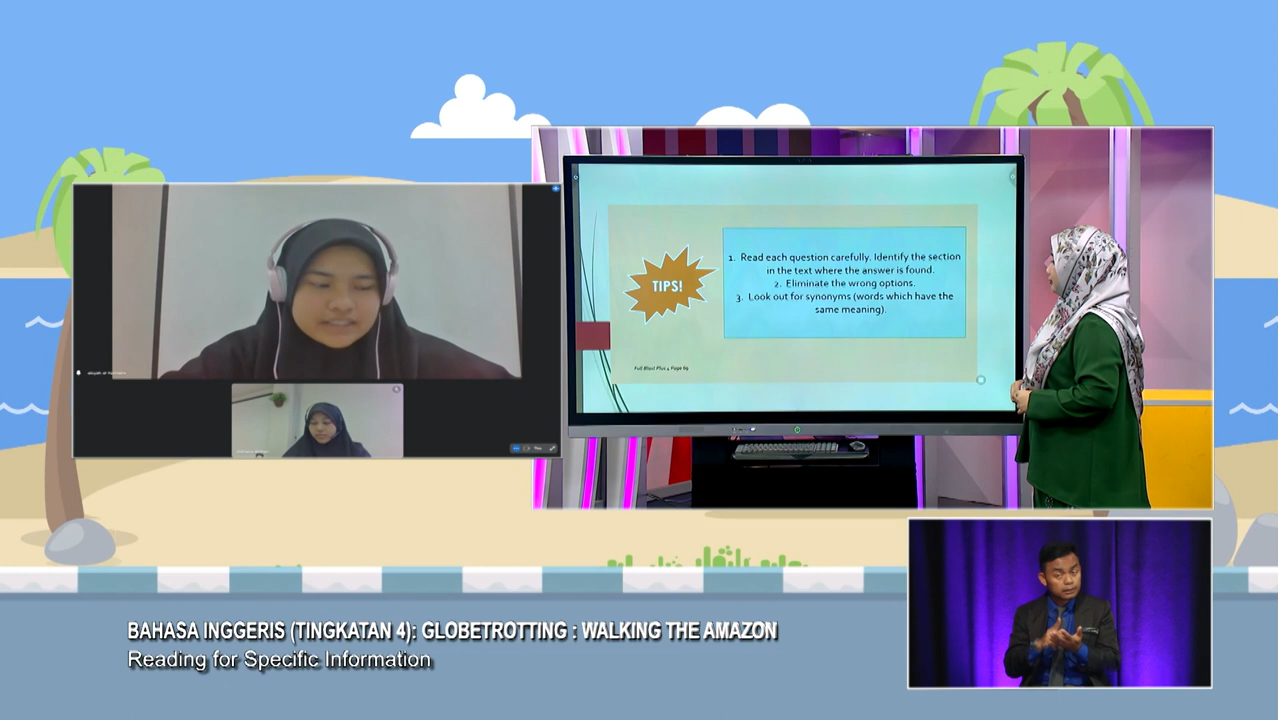 TIPS!
1. Read each question carefully. Identify the section
in the text where the answer is found.
2. Eliminate the wrong options.
3. Look out for synonyms (words which have the
same meaning).
Full Blast Plus 4 Page 69
BAHASA INGGERIS (TINGKATAN 4): GLOBETROTTING : WALKING THE AMAZON
Reading for Specific Information